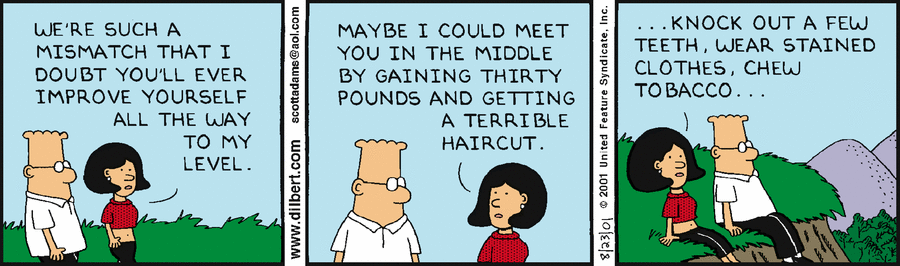 WE'RE SUCH A
MISMATCH THAT I
DOUBT YOU'LL EVER
IMPROVE YOURSELF
ALL THE WAY
TO MY
LEVEL.
www.dilbert.com
scottadams@aol.com
MAYBE I COULD MEET
YOU IN THE MIDDLE
BY GAINING THIRTY
POUNDS AND GETTING
A TERRIBLE
HAIRCUT.
8/23/01 © 2001 United Feature Syndicate, Inc.
...KNOCK OUT A FEW
TEETH, WEAR STAINED
CLOTHES, CHEW
TOBACCO...